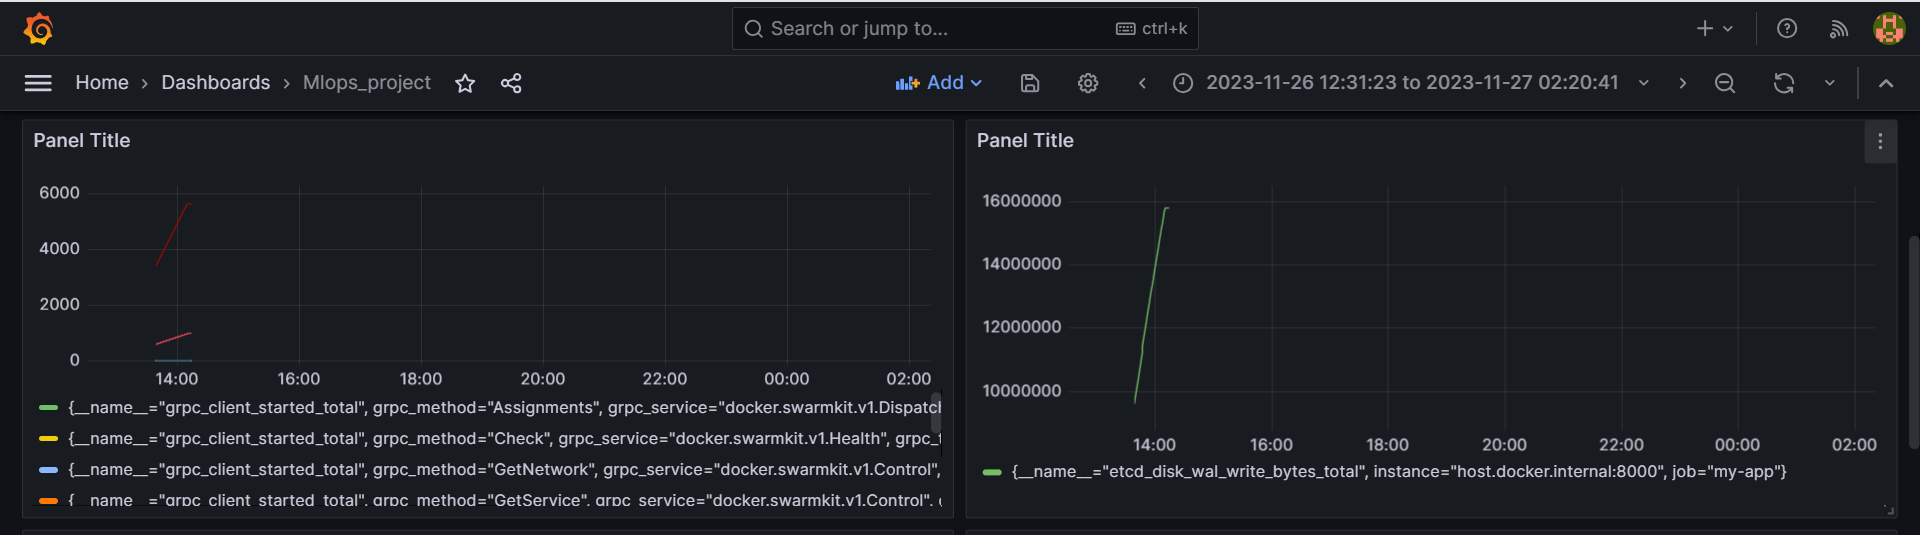 Search or jump to...
ctrl+k
Home
Dashboards
Mlops_project
Add
2023-11-26 12:31:23 to 2023-11-27 02:20:41
Panel Title
6000
4000
2000
0
14:00 16:00 18:00 20:00 22:00 00:00 02:00
{__name__="grpc_client_started_total", grpc_method="Assignments", grpc_service="docker.swarmkit.v1.Dispatch
{__name__="grpc_client_started_total", grpc_method="Check", grpc_service="docker.swarmkit.v1.Health", grpc_
{__name__="grpc_client_started_total", grpc_method="GetNetwork", grpc_service="docker.swarmkit.v1.Control",
{__name__="grpc_client_started_total", grpc_method="GetService", grpc_service="docker.swarmkit.v1.Control",
Panel Title
16000000
14000000
12000000
10000000
14:00 16:00 18:00 20:00 22:00 00:00 02:00
{__name__="etcd_disk_wal_write_bytes_total", instance="host.docker.internal:8000", job="my-app"}